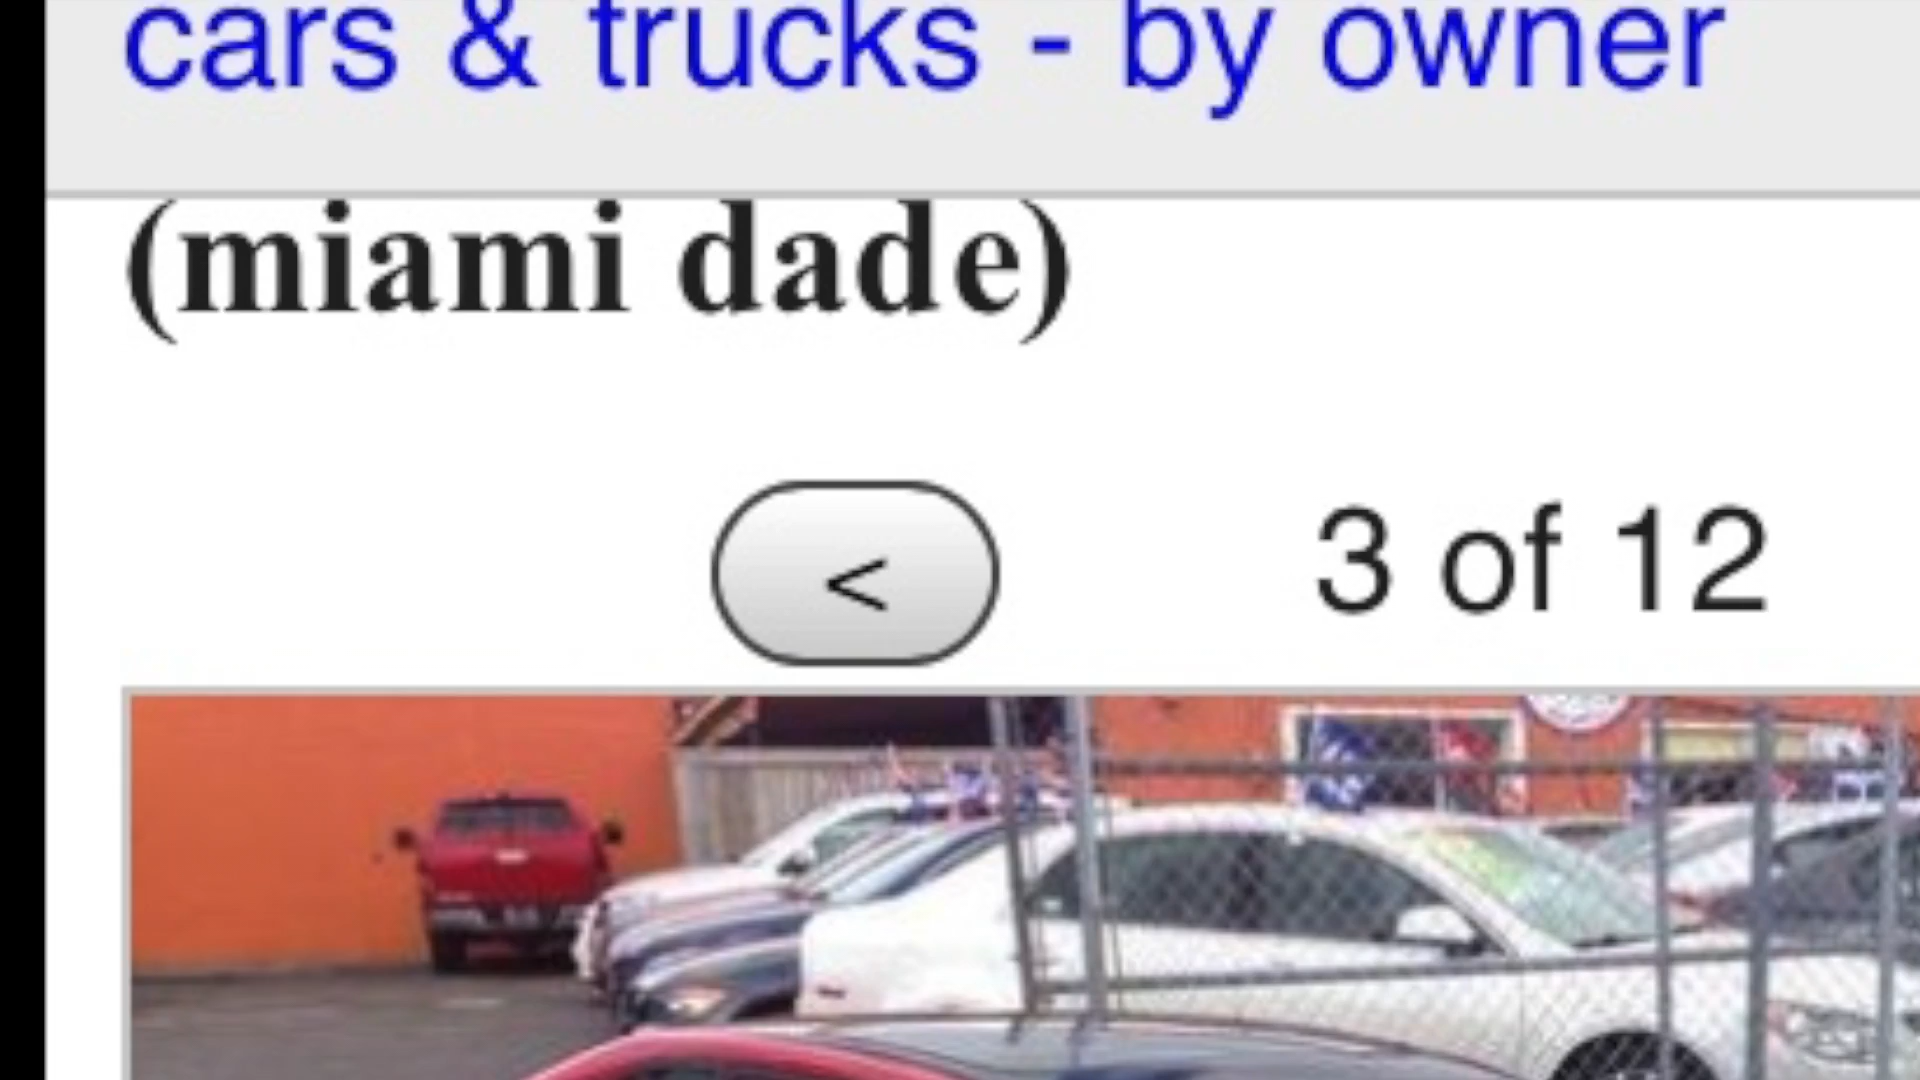 cars & trucks - by owner
(miami dade)
<
3 of 12